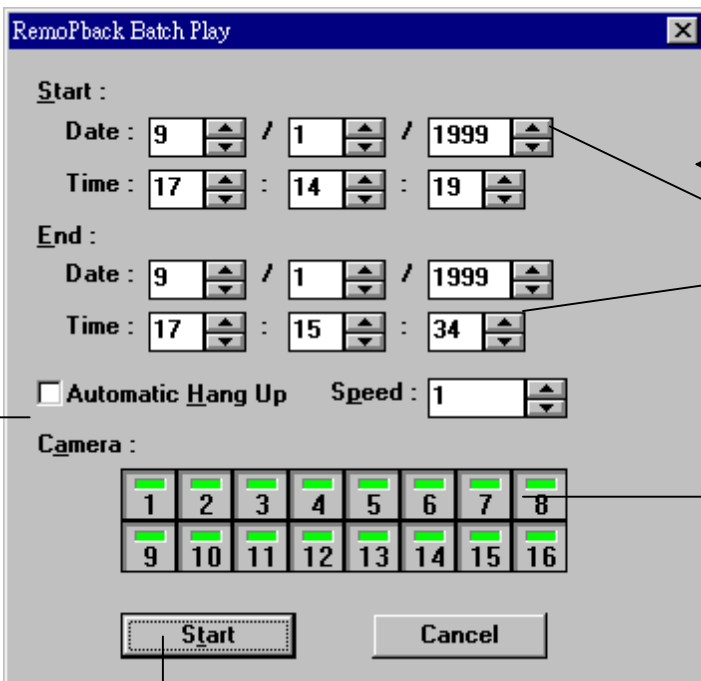 RemoPback Batch Play
Start :
Date : 9 / 1 / 1999
Time : 17 : 14 : 19
End :
Date : 9 / 1 / 1999
Time : 17 : 15 : 34
Automatic Hang Up Speed : 1
Camera :
1 2 3 4 5 6 7 8
9 10 11 12 13 14 15 16
Start Cancel